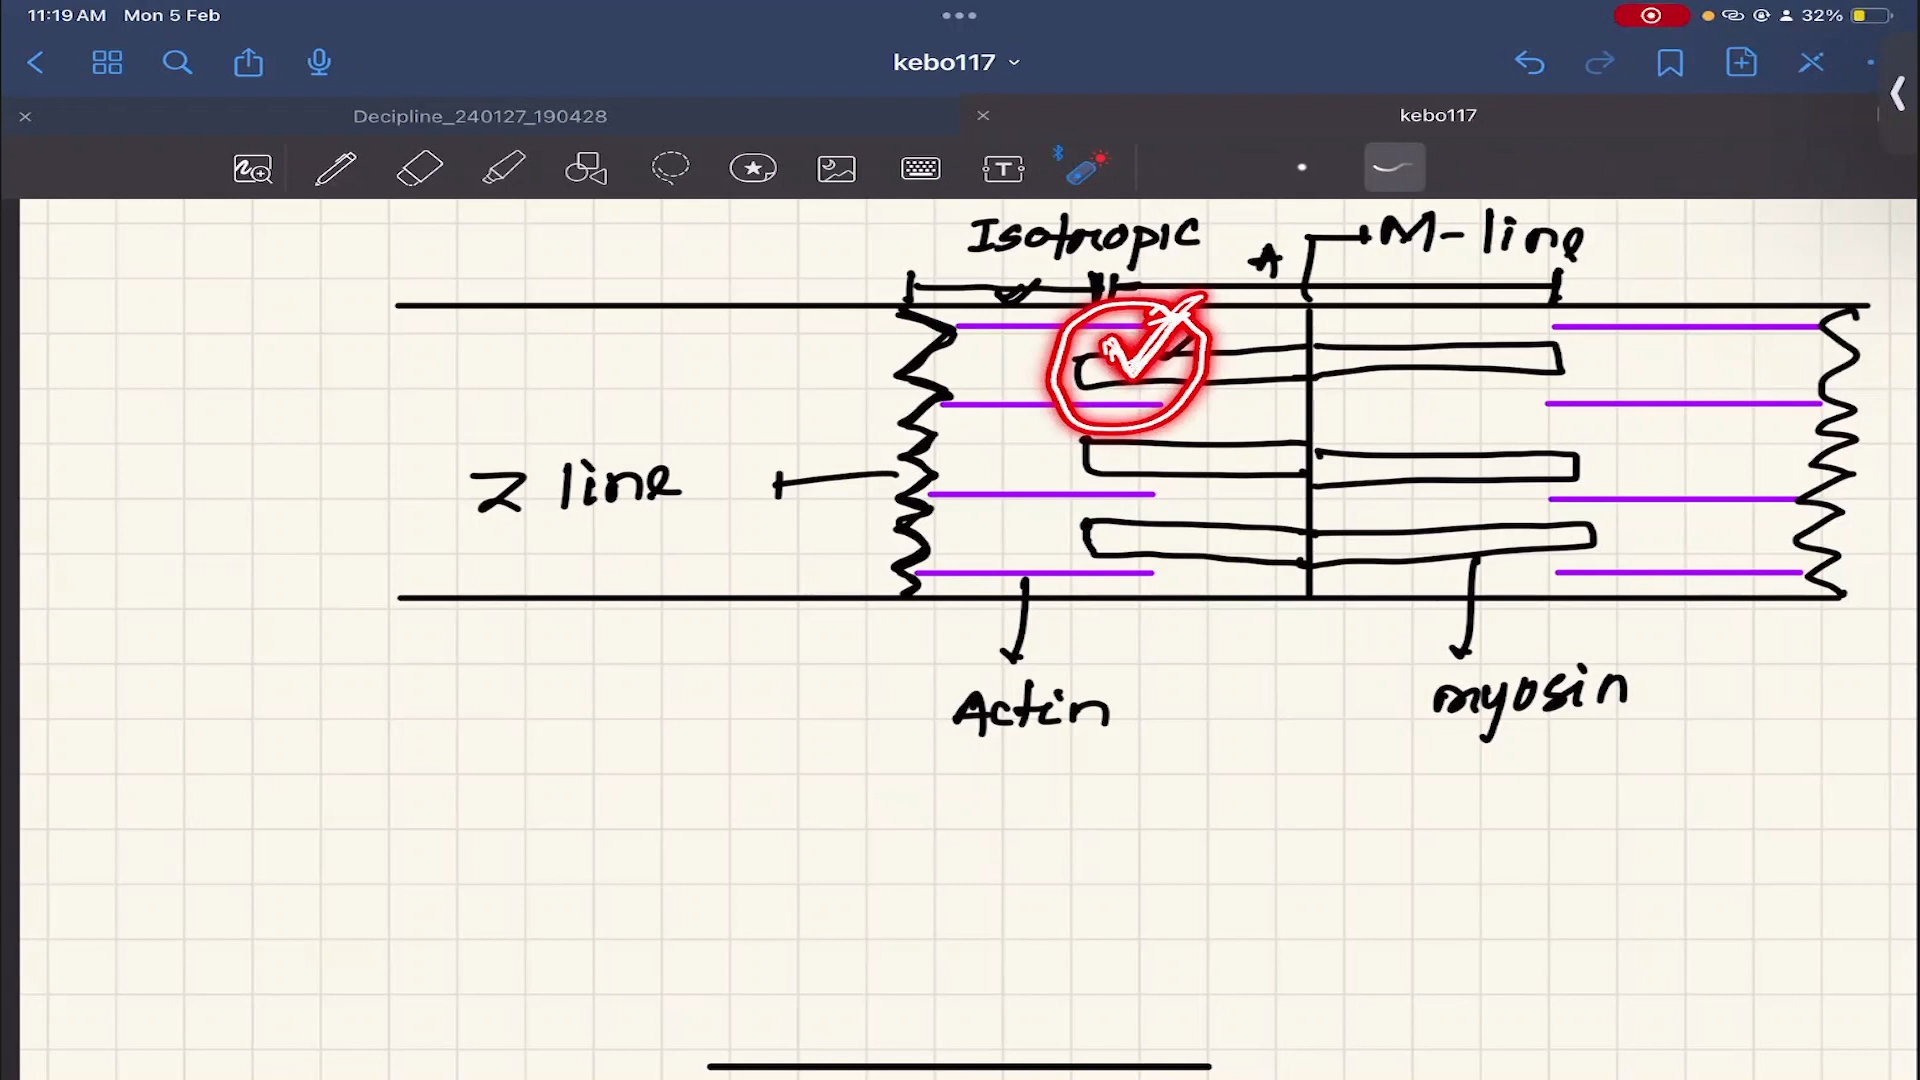 11:19 AM Mon 5 Feb
32%
kebo117
Decipline_240127_190428
kebo117
T
Isotropic
A
M-line
Z line
Actin
myosin